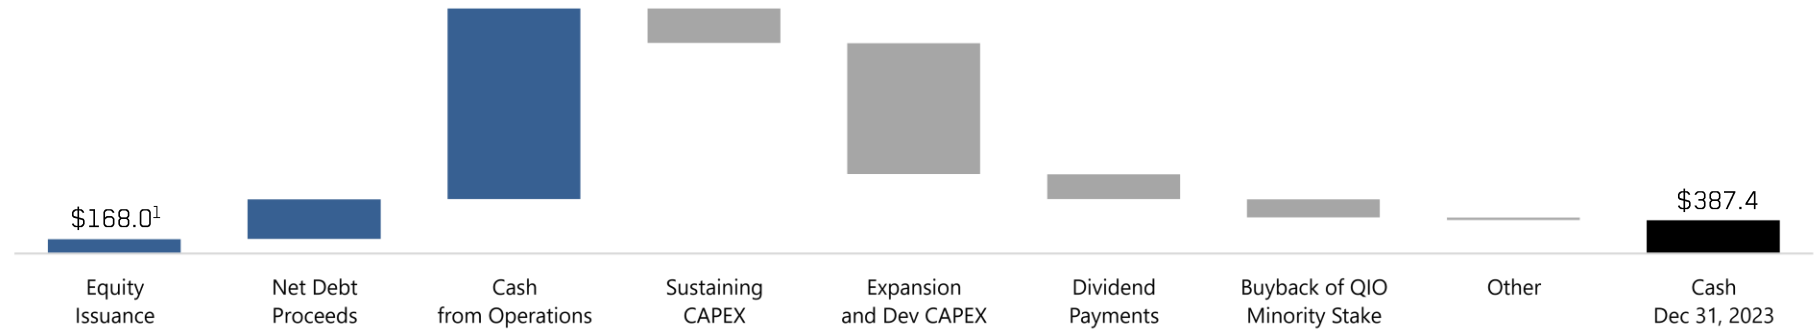 $168.0¹
$387.4
Equity
Issuance
Net Debt
Proceeds
Cash
from Operations
Sustaining
CAPEX
Expansion
and Dev CAPEX
Dividend
Payments
Buyback of QIO
Minority Stake
Other
Cash
Dec 31, 2023